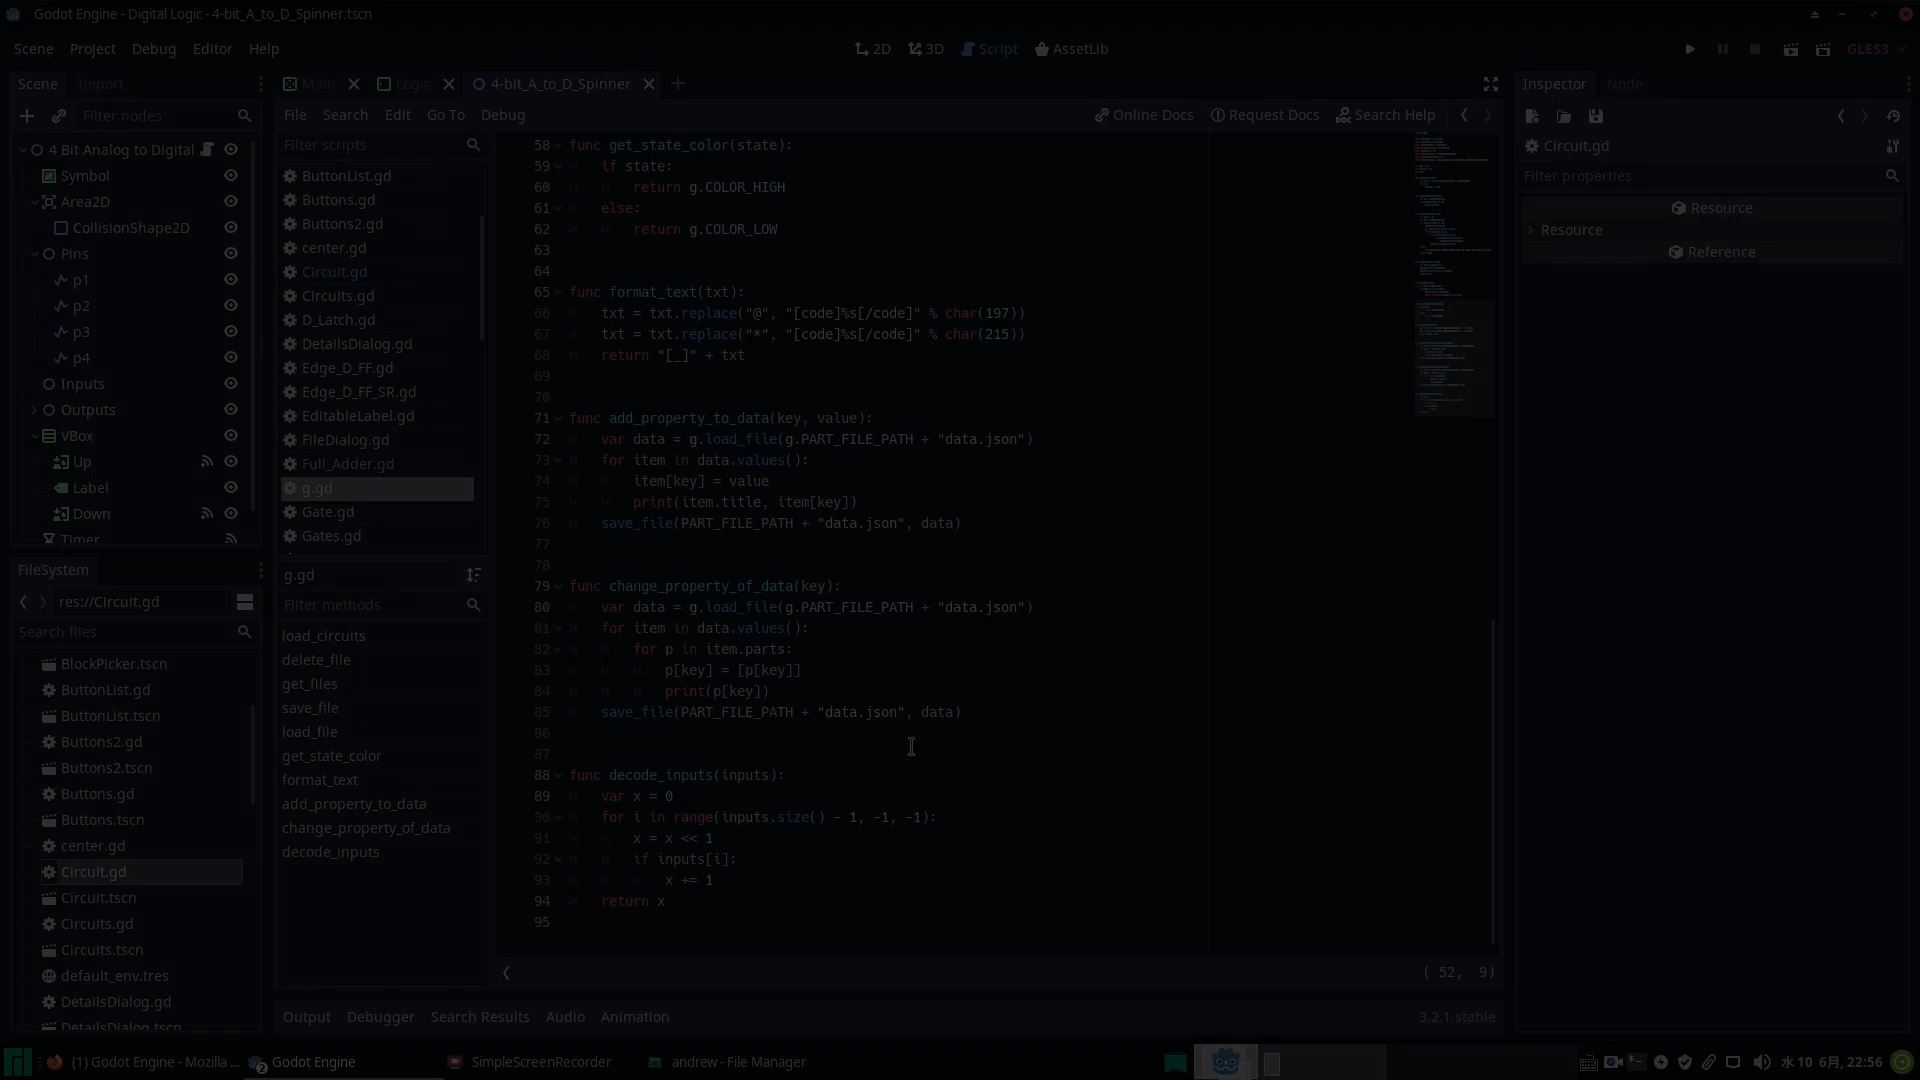 Godot Engine - Digital Logic - 4-bit_A_to_D_Spinner.tscn
Scene Project Debug Editor Help
2D 3D Script AssetLib
GLES3
Scene Import
Filter nodes
4 Bit Analog to Digital
Symbol
Area2D
CollisionShape2D
Pins
p1
p2
p3
p4
Inputs
Outputs
VBox
Up
Label
Down
Timer
FileSystem
res://Circuit.gd
Search files
BlockPicker.tscn
ButtonList.gd
ButtonList.tscn
Buttons2.gd
Buttons2.tscn
Buttons.gd
Buttons.tscn
center.gd
Circuit.gd
Circuit.tscn
Circuits.gd
Circuits.tscn
default_env.tres
DetailsDialog.gd
DetailsDialog.tscn
Main Logic 4-bit_A_to_D_Spinner
File Search Edit Go To Debug
Online Docs Request Docs Search Help
Filter scripts
ButtonList.gd
Buttons.gd
Buttons2.gd
center.gd
Circuit.gd
Circuits.gd
D_Latch.gd
DetailsDialog.gd
Edge_D_FF.gd
Edge_D_FF_SR.gd
EditableLabel.gd
FileDialog.gd
Full_Adder.gd
g.gd
Gate.gd
Gates.gd
g.gd
Filter methods
load_circuits
delete_file
get_files
save_file
load_file
get_state_color
format_text
add_property_to_data
change_property_of_data
decode_inputs
58 func get_state_color(state):
59 if state:
60 return g.COLOR_HIGH
61 else:
62 return g.COLOR_LOW
63
64
65 func format_text(txt):
66 txt = txt.replace("@", "[code]%s[/code]" % char(197))
67 txt = txt.replace("*", "[code]%s[/code]" % char(215))
68 return "[_]" + txt
69
70
71 func add_property_to_data(key, value):
72 var data = g.load_file(g.PART_FILE_PATH + "data.json")
73 for item in data.values():
74 item[key] = value
75 print(item.title, item[key])
76 save_file(PART_FILE_PATH + "data.json", data)
77
78
79 func change_property_of_data(key):
80 var data = g.load_file(g.PART_FILE_PATH + "data.json")
81 for item in data.values():
82 for p in item.parts:
83 p[key] = [p[key]]
84 print(p[key])
85 save_file(PART_FILE_PATH + "data.json", data)
86
87
88 func decode_inputs(inputs):
89 var x = 0
90 for i in range(inputs.size() - 1, -1, -1):
91 x = x << 1
92 if inputs[i]:
93 x += 1
94 return x
95
( 52, 9)
Output Debugger Search Results Audio Animation
3.2.1.stable
Inspector Node
Circuit.gd
Filter properties
Resource
Resource
Reference
(1) Godot Engine - Mozilla ... 2 Godot Engine SimpleScreenRecorder andrew - File Manager
水 10 6月, 22:56